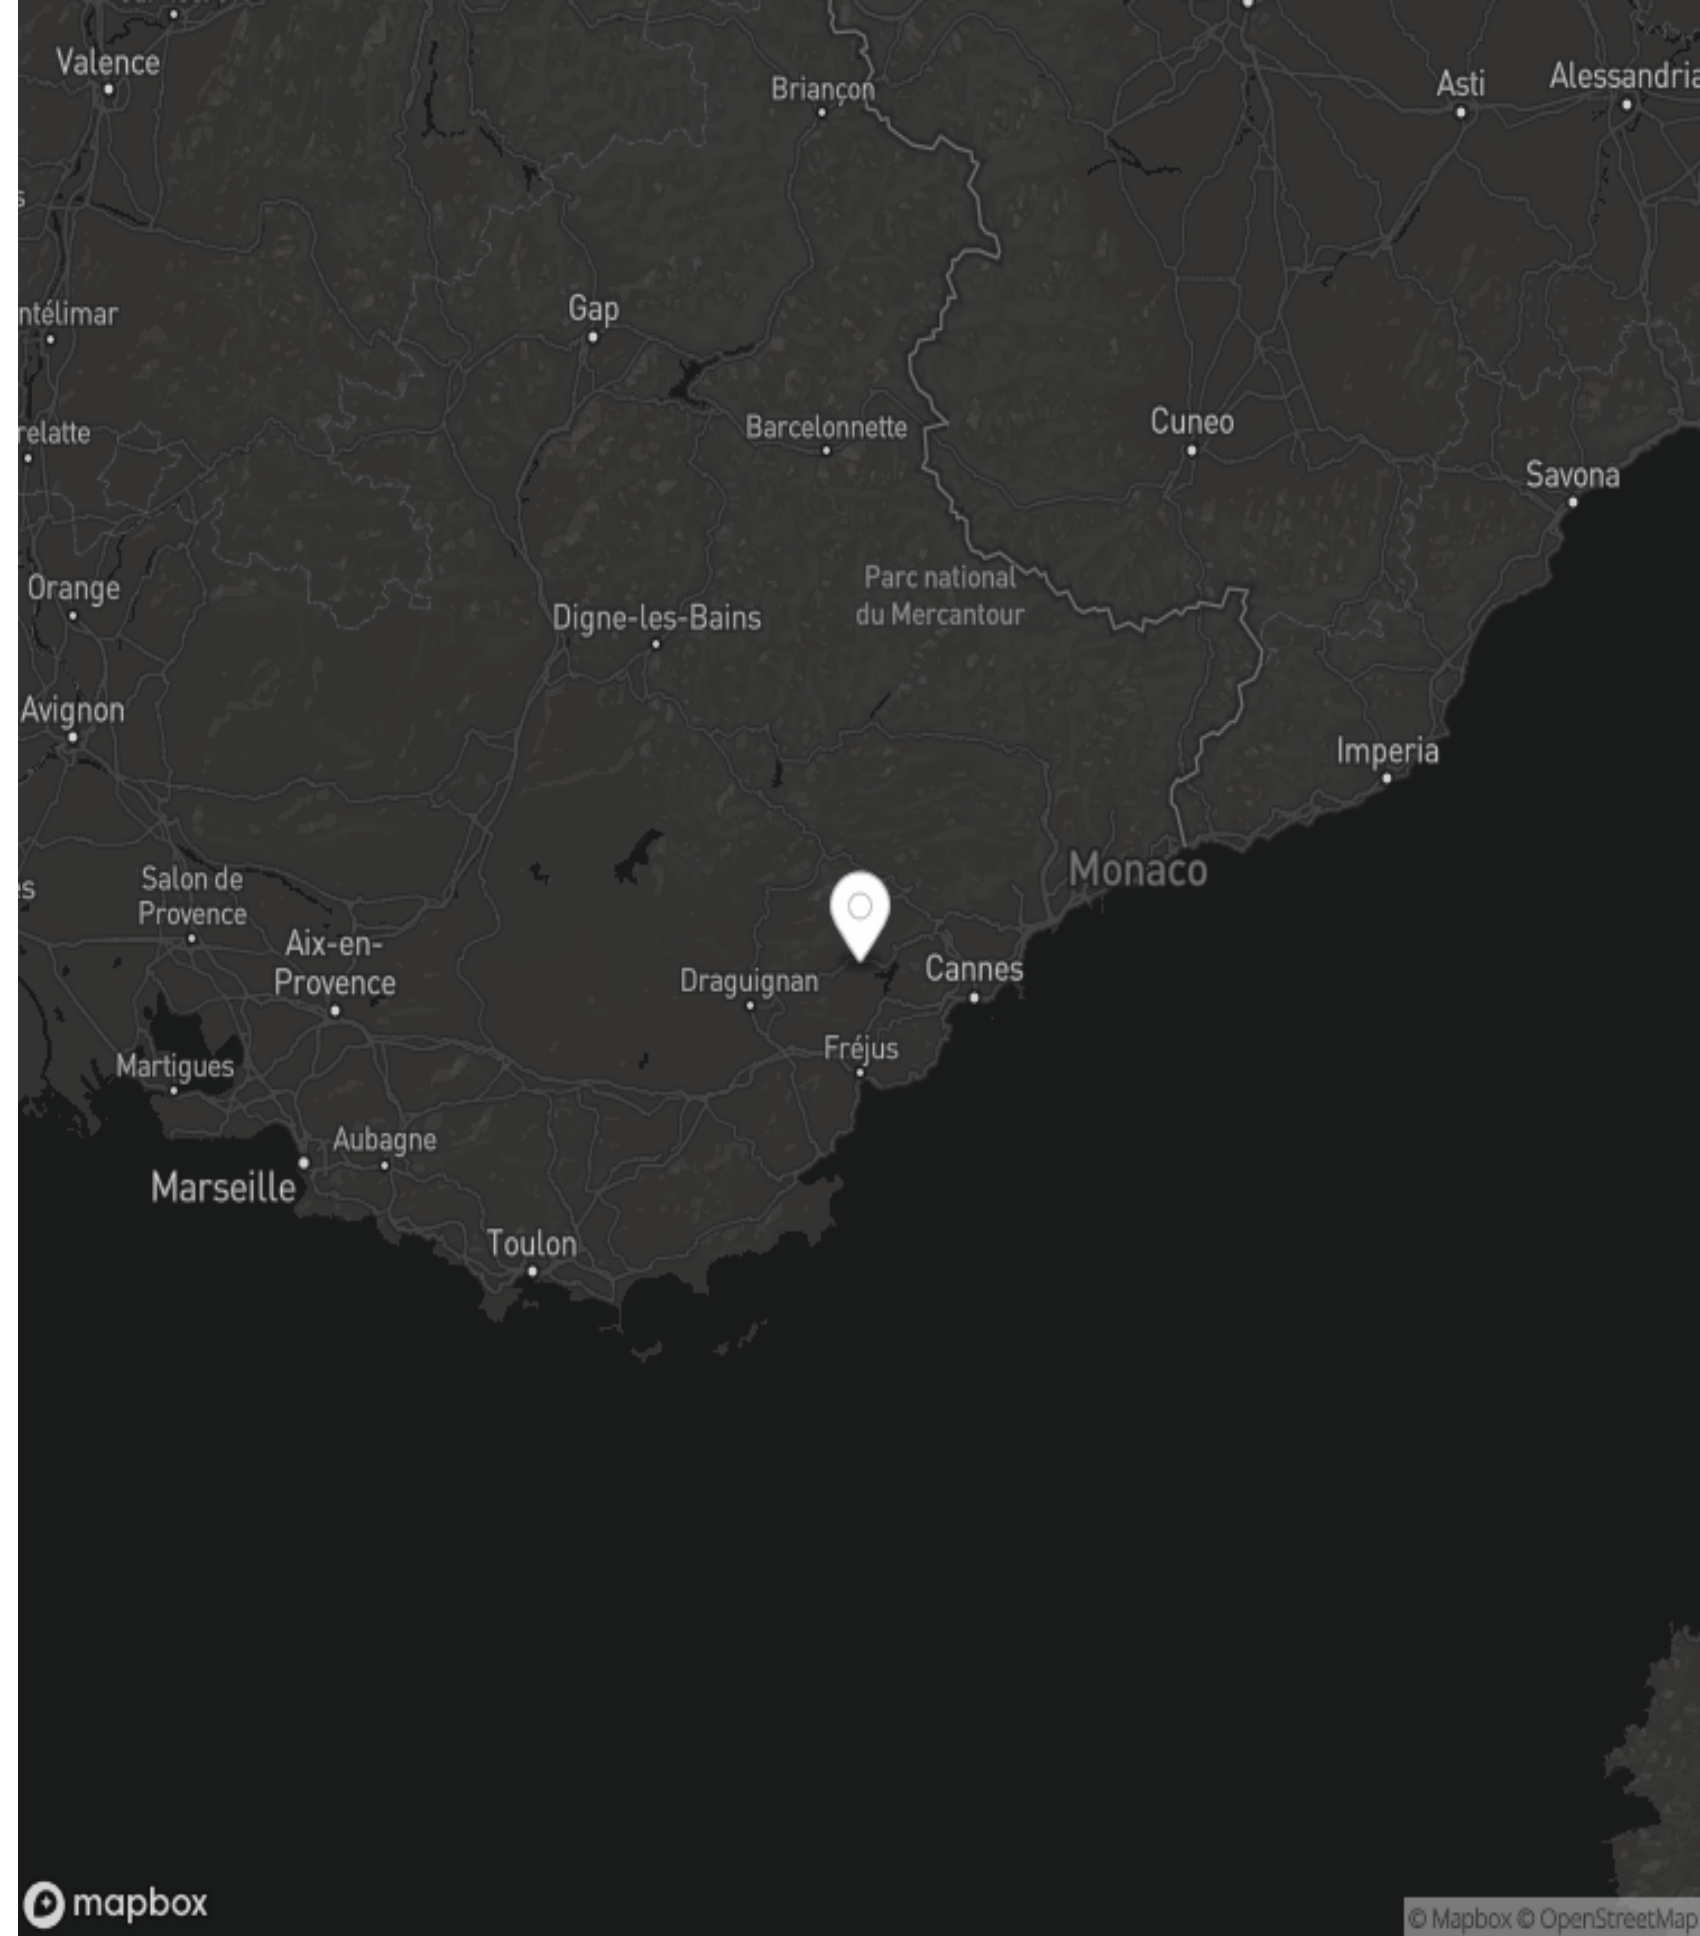 Valence
Briançon
Asti
Alessandria
ntélimar
Gap
relatte
Barcelonnette
Cuneo
Savona
Orange
Parc national
du Mercantour
Digne-les-Bains
Avignon
Imperia
Monaco
Salon de
Provence
es
Aix-en-
Provence
Draguignan
Cannes
Fréjus
Martigues
Aubagne
Marseille
Toulon
mapbox
© Mapbox © OpenStreetMap